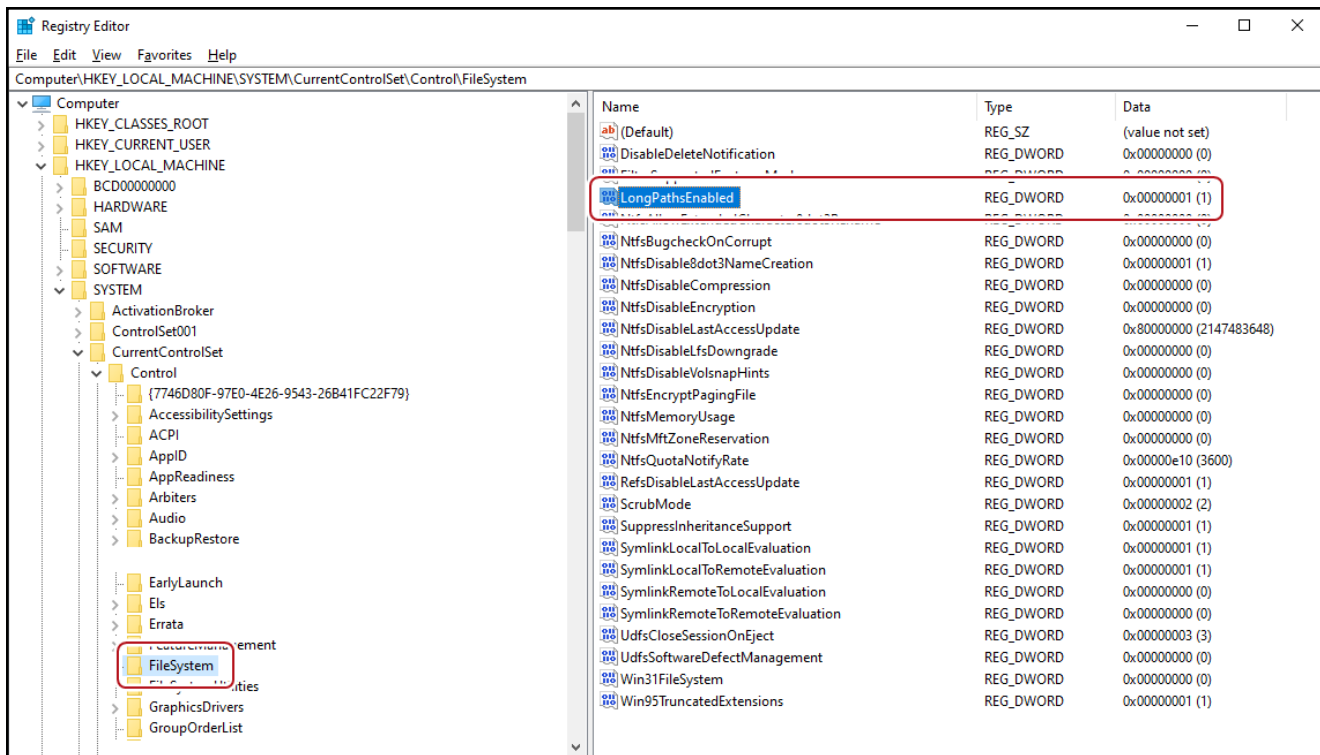 Registry Editor
File Edit View Favorites Help
Computer\HKEY_LOCAL_MACHINE\SYSTEM\CurrentControlSet\Control\FileSystem
Computer
HKEY_CLASSES_ROOT
HKEY_CURRENT_USER
HKEY_LOCAL_MACHINE
BCD00000000
HARDWARE
SAM
SECURITY
SOFTWARE
SYSTEM
ActivationBroker
ControlSet001
CurrentControlSet
Control
{7746D80F-97E0-4E26-9543-26B41FC22F79}
AccessibilitySettings
ACPI
AppID
AppReadiness
Arbiters
Audio
BackupRestore
EarlyLaunch
Els
Errata
FileSystem
GraphicsDrivers
GroupOrderList
Name Type Data
(Default) REG_SZ (value not set)
DisableDeleteNotification REG_DWORD 0x00000000 (0)
LongPathsEnabled REG_DWORD 0x00000001 (1)
NtfsBugcheckOnCorrupt REG_DWORD 0x00000000 (0)
NtfsDisable8dot3NameCreation REG_DWORD 0x00000001 (1)
NtfsDisableCompression REG_DWORD 0x00000000 (0)
NtfsDisableEncryption REG_DWORD 0x00000000 (0)
NtfsDisableLastAccessUpdate REG_DWORD 0x80000000 (2147483648)
NtfsDisableLfsDowngrade REG_DWORD 0x00000000 (0)
NtfsDisableVolsnapHints REG_DWORD 0x00000000 (0)
NtfsEncryptPagingFile REG_DWORD 0x00000000 (0)
NtfsMemoryUsage REG_DWORD 0x00000000 (0)
NtfsMftZoneReservation REG_DWORD 0x00000000 (0)
NtfsQuotaNotifyRate REG_DWORD 0x00000e10 (3600)
RefsDisableLastAccessUpdate REG_DWORD 0x00000001 (1)
ScrubMode REG_DWORD 0x00000002 (2)
SuppressInheritanceSupport REG_DWORD 0x00000001 (1)
SymlinkLocalToLocalEvaluation REG_DWORD 0x00000001 (1)
SymlinkLocalToRemoteEvaluation REG_DWORD 0x00000001 (1)
SymlinkRemoteToLocalEvaluation REG_DWORD 0x00000000 (0)
SymlinkRemoteToRemoteEvaluation REG_DWORD 0x00000000 (0)
UdfsCloseSessionOnEject REG_DWORD 0x00000003 (3)
UdfsSoftwareDefectManagement REG_DWORD 0x00000000 (0)
Win31FileSystem REG_DWORD 0x00000000 (0)
Win95TruncatedExtensions REG_DWORD 0x00000001 (1)